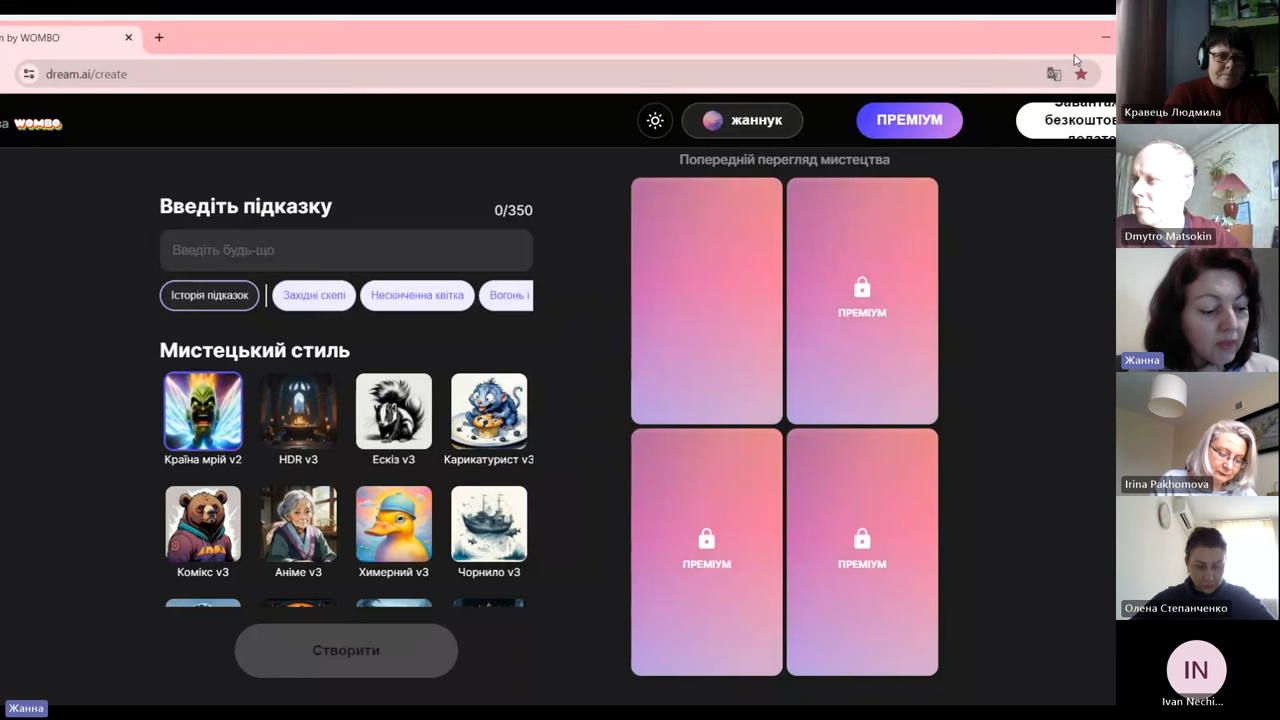 m by WOMBO
dream.ai/create
ва WOMBO
жаннук
ПРЕМІУМ
безкоштов
Попередній перегляд мистецтва
Введіть підказку
0/350
Введіть будь-що
Історія підказок
Західні скелі
Нескінченна квітка
Вогонь і
ПРЕМІУМ
Мистецький стиль
Країна мрій v2
HDR v3
Ескіз v3
Карикатурист v3
Комікс v3
Аніме v3
Химерний v3
Чорнило v3
ПРЕМІУМ
ПРЕМІУМ
Створити
Жанна
Кравець Людмила
Dmytro Matsokin
Жанна
Irina Pakhomova
Олена Степанченко
IN
Ivan Nechi...